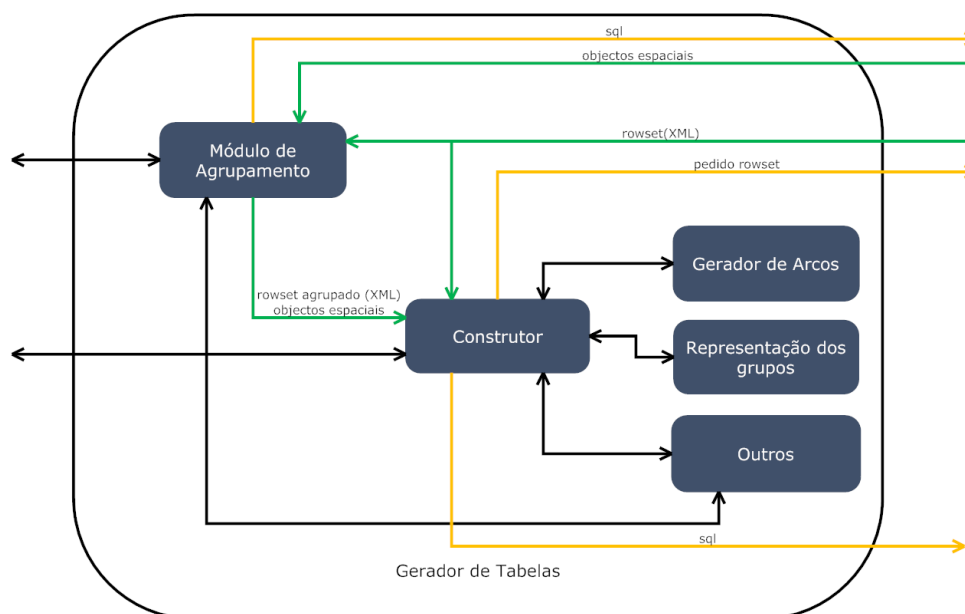 sql
objectos espaciais
rowset(XML)
Módulo de
Agrupamento
pedido rowset
Gerador de Arcos
rowset agrupado (XML)
objectos espaciais
Construtor
Representação dos
grupos
Outros
sql
Gerador de Tabelas